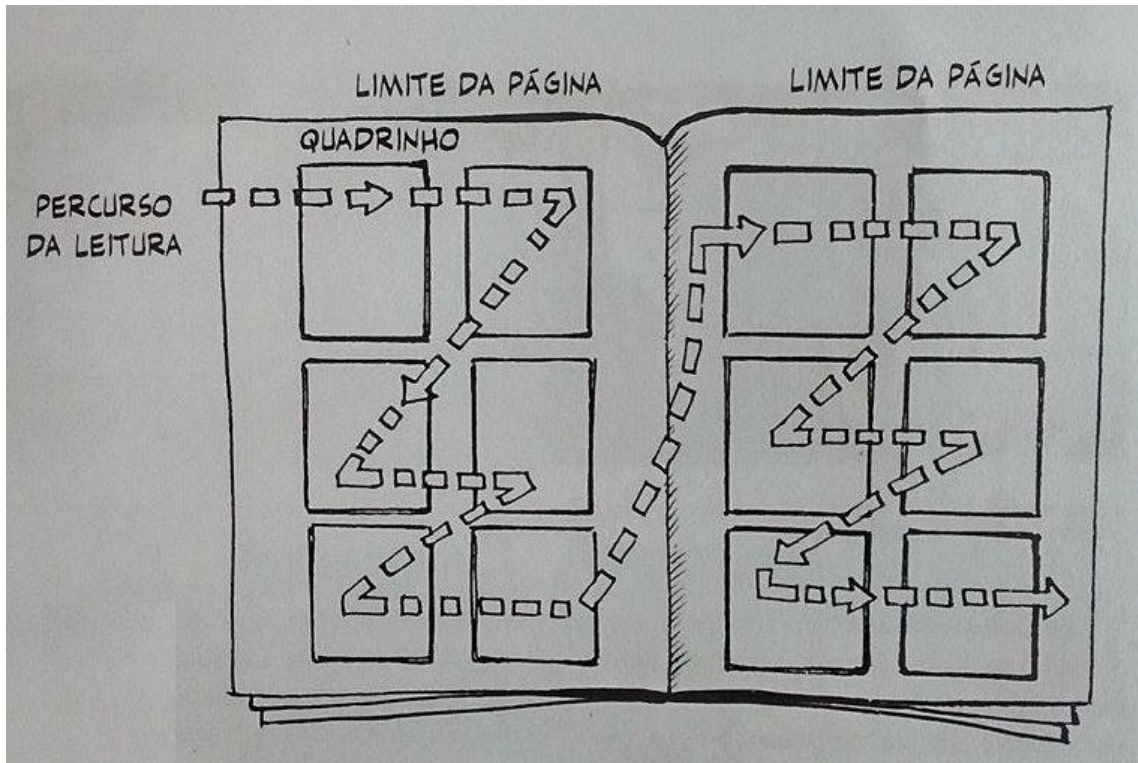 LIMITE DA PÁGINA
LIMITE DA PÁGINA
QUADRINHO
PERCURSO
DA LEITURA